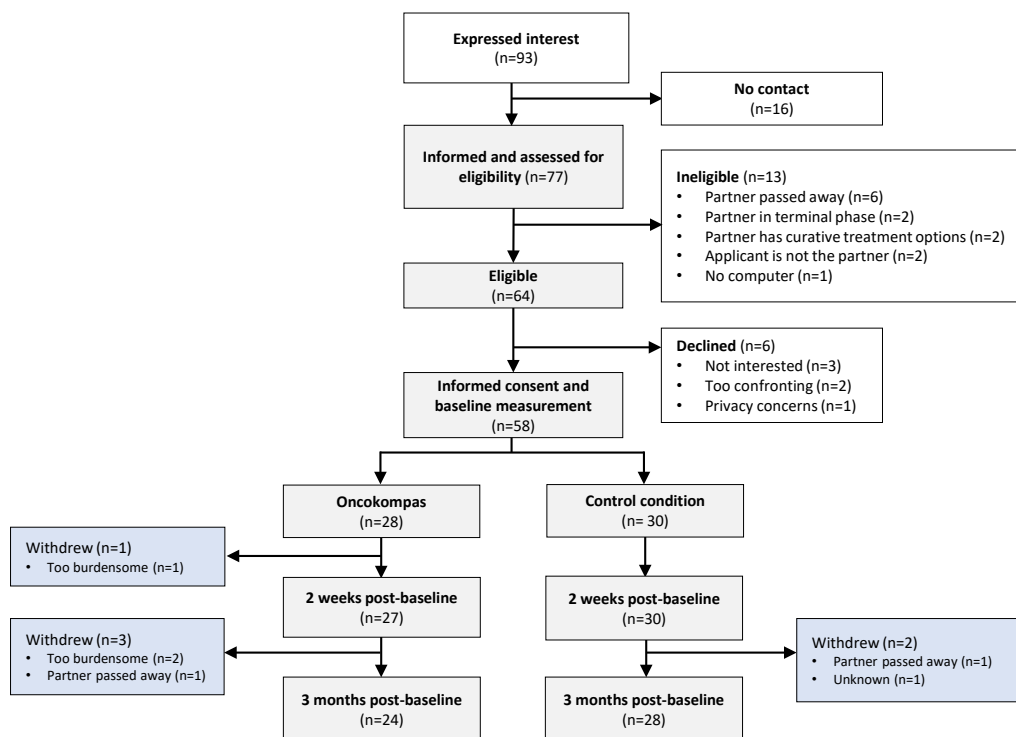 Expressed interest
(n=93)
No contact
(n=16)
Informed and assessed for
eligibility (n=77)
Ineligible (n=13)
• Partner passed away (n=6)
• Partner in terminal phase (n=2)
• Partner has curative treatment options (n=2)
• Applicant is not the partner (n=2)
• No computer (n=1)
Eligible
(n=64)
Declined (n=6)
• Not interested (n=3)
• Too confronting (n=2)
• Privacy concerns (n=1)
Informed consent and
baseline measurement
(n=58)
Oncokompas
(n=28)
Control condition
(n= 30)
Withdrew (n=1)
• Too burdensome (n=1)
2 weeks post-baseline
(n=27)
2 weeks post-baseline
(n=30)
Withdrew (n=3)
• Too burdensome (n=2)
• Partner passed away (n=1)
Withdrew (n=2)
• Partner passed away (n=1)
• Unknown (n=1)
3 months post-baseline
(n=24)
3 months post-baseline
(n=28)